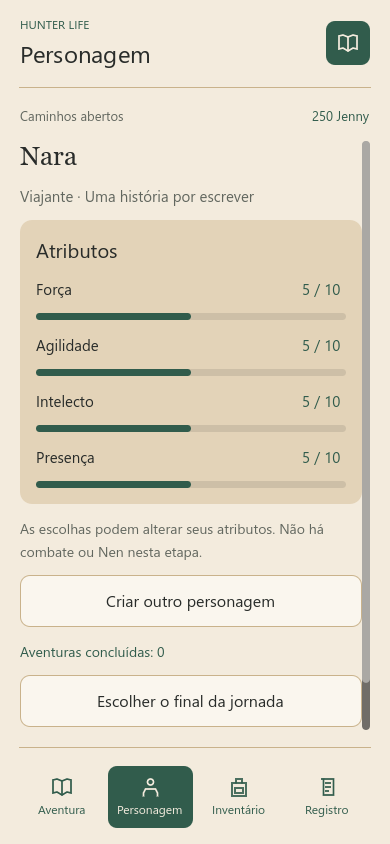 HUNTER LIFE
Personagem
Caminhos abertos
250 Jenny
Nara
Viajante · Uma história por escrever
Atributos
Força
5 / 10
Agilidade
5 / 10
Intelecto
5 / 10
Presença
5 / 10
As escolhas podem alterar seus atributos. Não há
combate ou Nen nesta etapa.
Criar outro personagem
Aventuras concluídas: 0
Escolher o final da jornada
Aventura
Personagem
Inventário
Registro